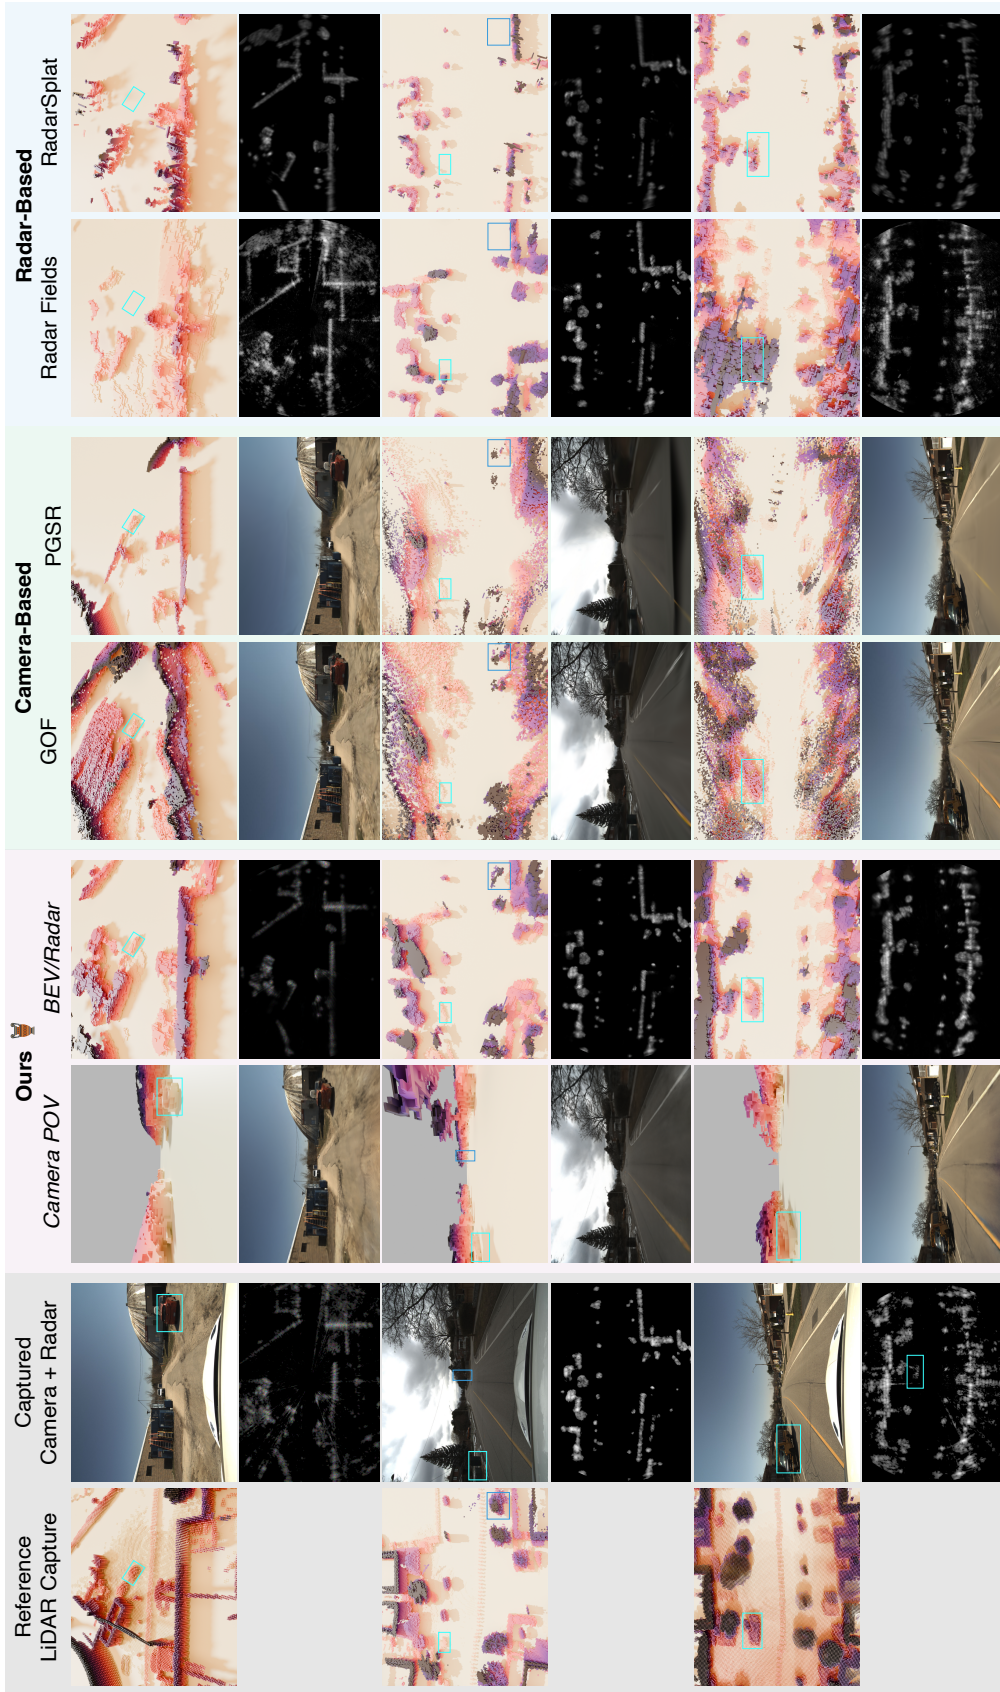 Reference
LiDAR Capture
Captured
Camera + Radar
Ours
Camera POV
BEV/Radar
Camera-Based
GOF
PGSR
Radar-Based
Radar Fields
RadarSplat